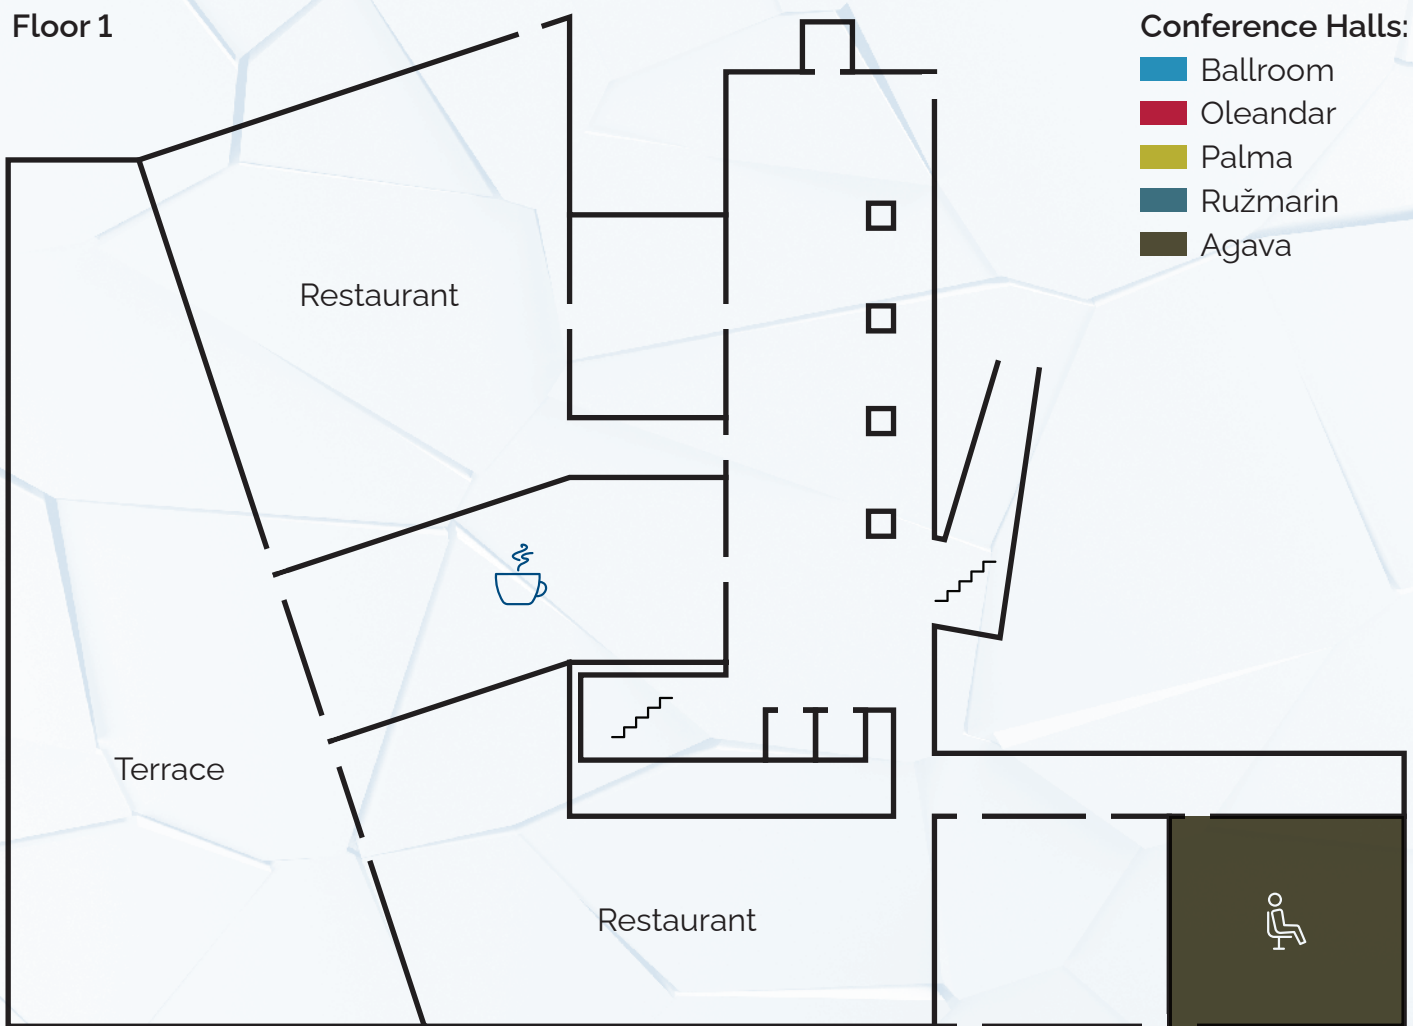 Floor 1
Conference Halls:
Ballroom
Oleandar
Palma
Ružmarin
Agava
Restaurant
Terrace
Restaurant